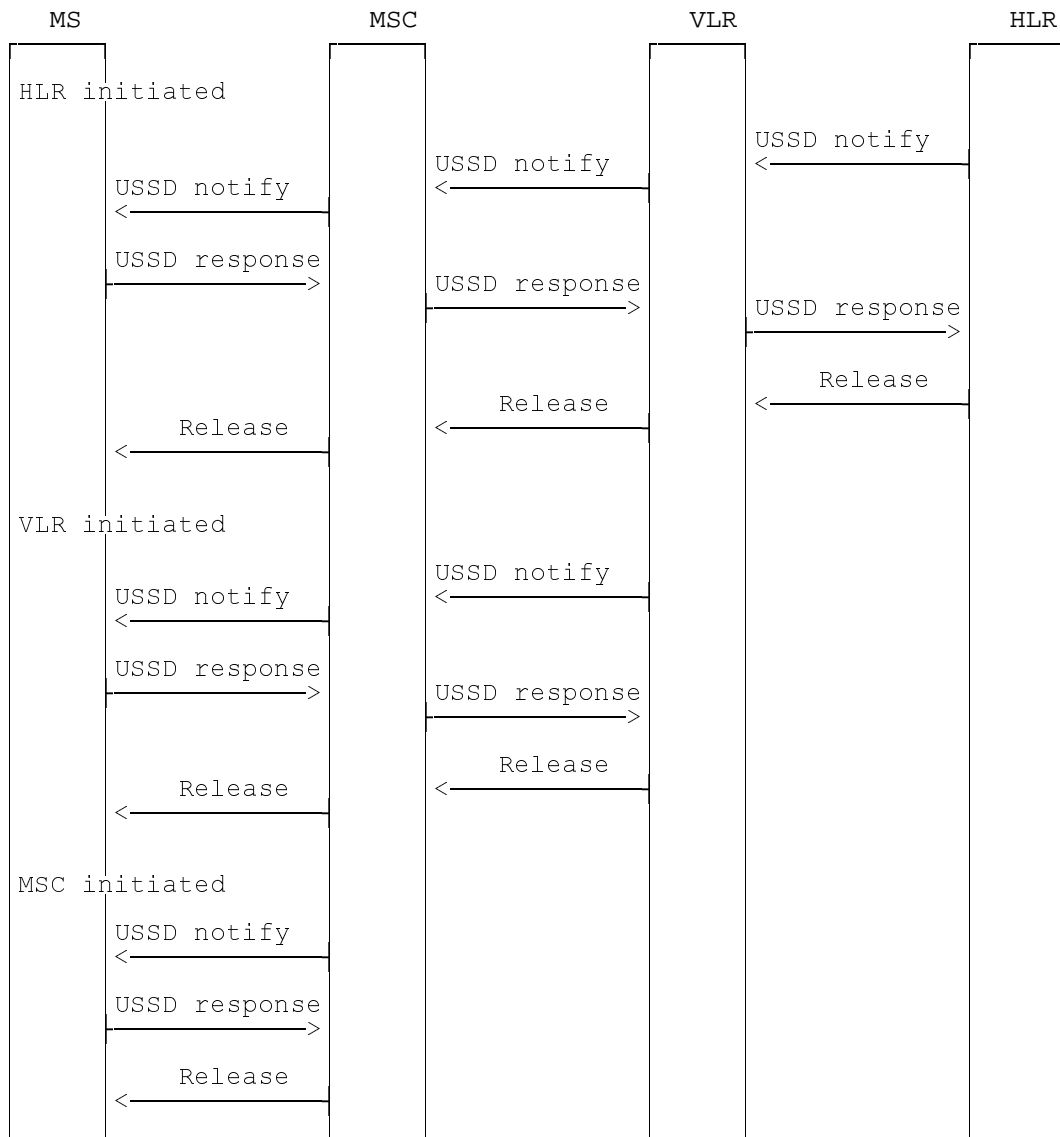 MS MSC VLR HLR
HLR initiated
USSD notify
USSD notify
USSD notify
USSD response
USSD response
USSD response
Release
Release
Release
VLR initiated
USSD notify
USSD notify
USSD response
USSD response
Release
Release
MSC initiated
USSD notify
USSD response
Release